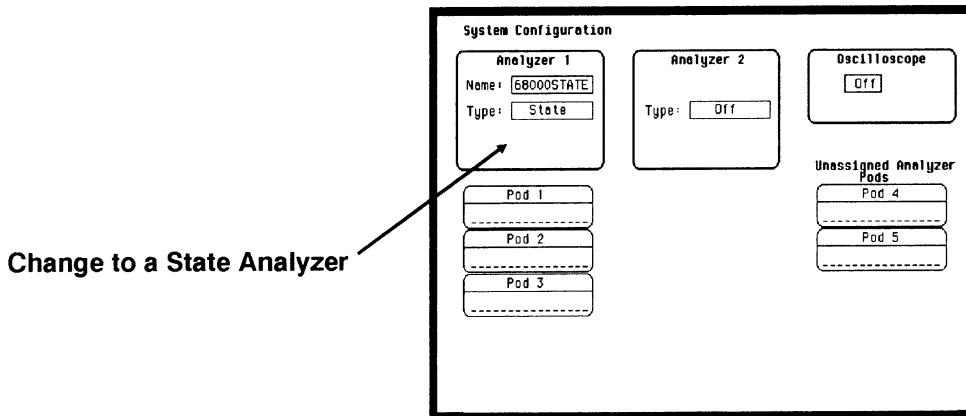 System Configuration
Analyzer 1
Name: 68000STATE
Type: State
Analyzer 2
Type: Off
Oscilloscope
Off
Unassigned Analyzer
Pods
Pod 1
Pod 2
Pod 3
Pod 4
Pod 5
Change to a State Analyzer